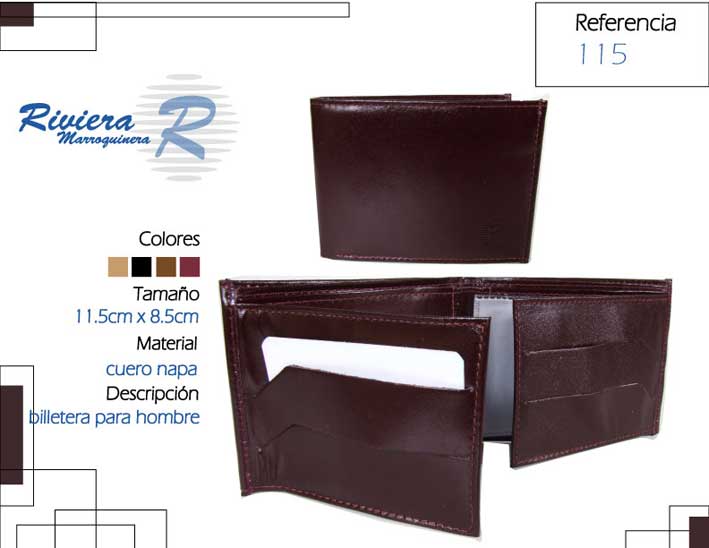 Referencia
115
Riviera
Marroquinera
R
Colores
Tamaño
11.5cm x 8.5cm
Material
cuero napa
Descripción
billetera para hombre